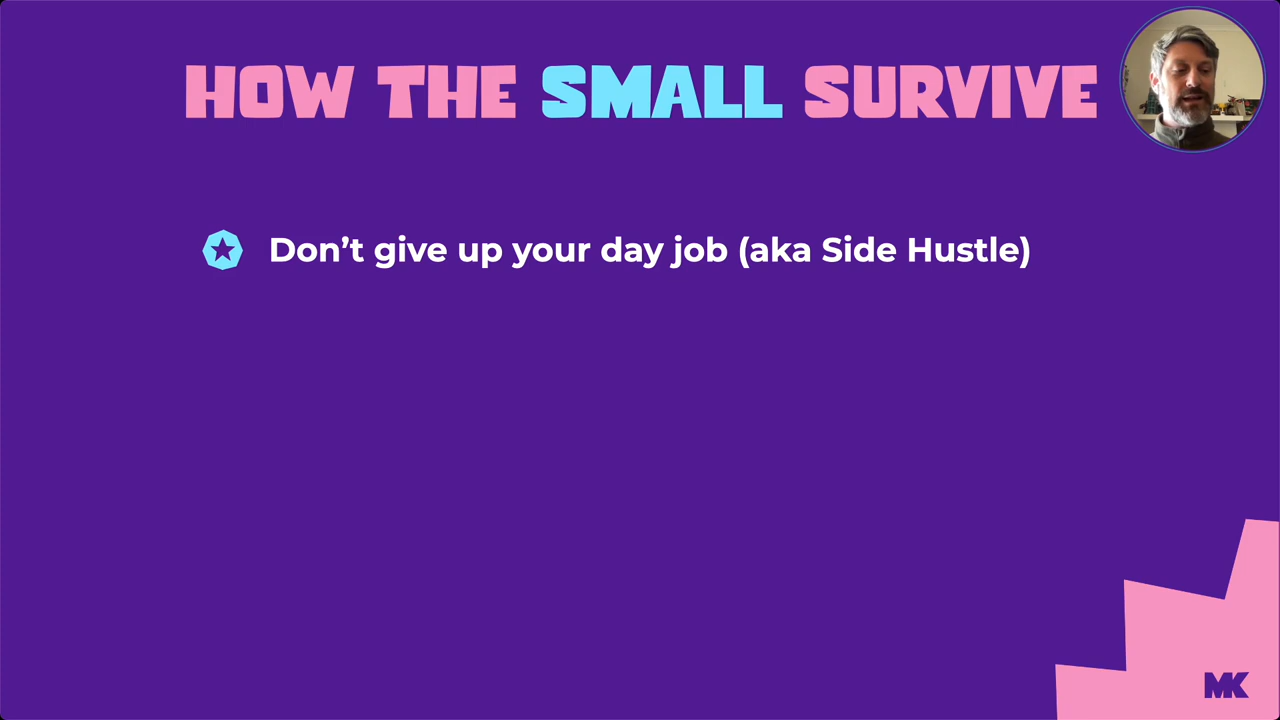 HOW THE SMALL SURVIVE
Don’t give up your day job (aka Side Hustle)
MK